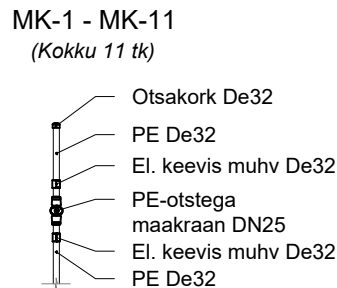 MK-1 - MK-11
(Kokku 11 tk)
Otsakork De32
PE De32
El. keevis muhv De32
PE-otstega
maakraan DN25
El. keevis muhv De32
PE De32